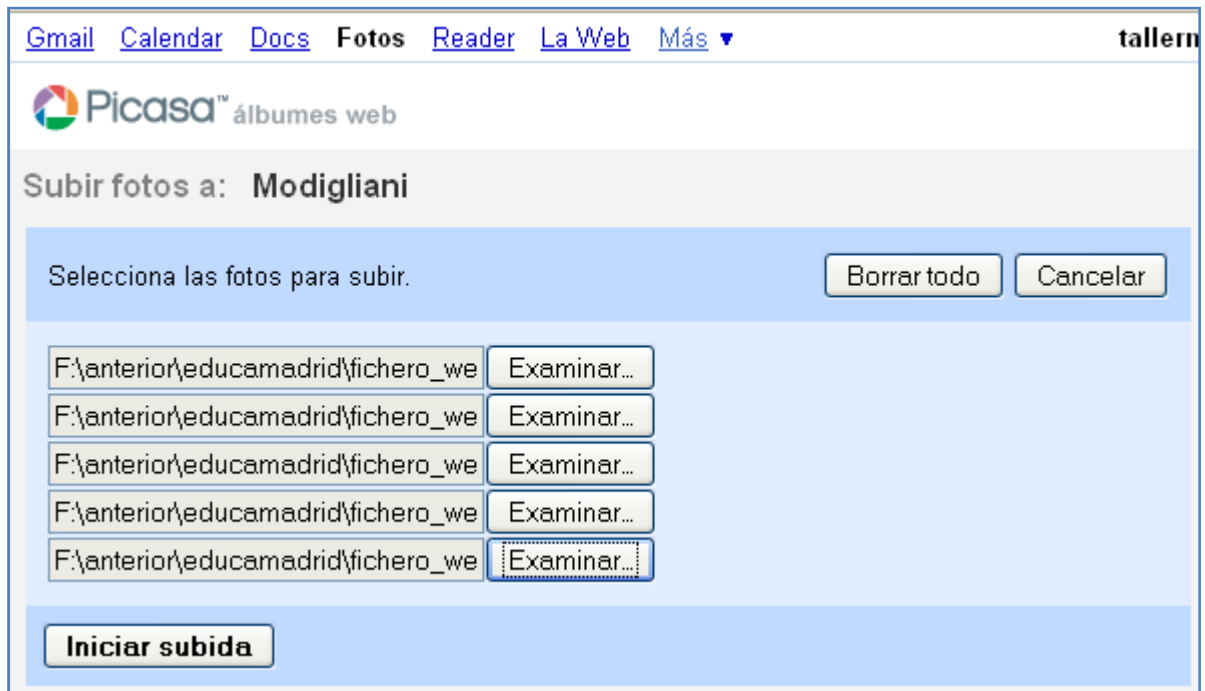 Gmail Calendar Docs Fotos Reader La Web Más ▼ tallern
Picasa™ álbumes web
Subir fotos a: Modigliani
Selecciona las fotos para subir. Borrar todo Cancelar
F:\anterior\educamadrid\fichero_we Examinar...
F:\anterior\educamadrid\fichero_we Examinar...
F:\anterior\educamadrid\fichero_we Examinar...
F:\anterior\educamadrid\fichero_we Examinar...
F:\anterior\educamadrid\fichero_we Examinar...
Iniciar subida